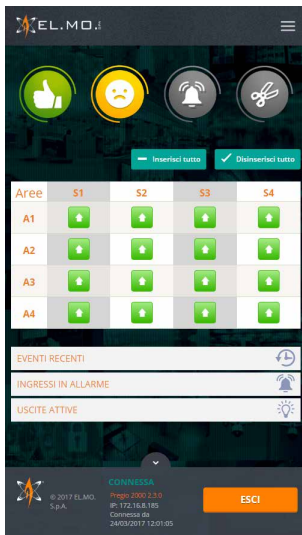 EL.MO. SPA
Inserisci tutto Disinserisci tutto
Aree S1 S2 S3 S4
A1
A2
A3
A4
EVENTI RECENTI
INGRESSI IN ALLARME
USCITE ATTIVE
CONNESSA
© 2017 EL.MO. S.p.A.
Pregio 2000 2.3.0
IP: 172.16.8.185
Connessa da
24/03/2017 12:01:05
ESCI